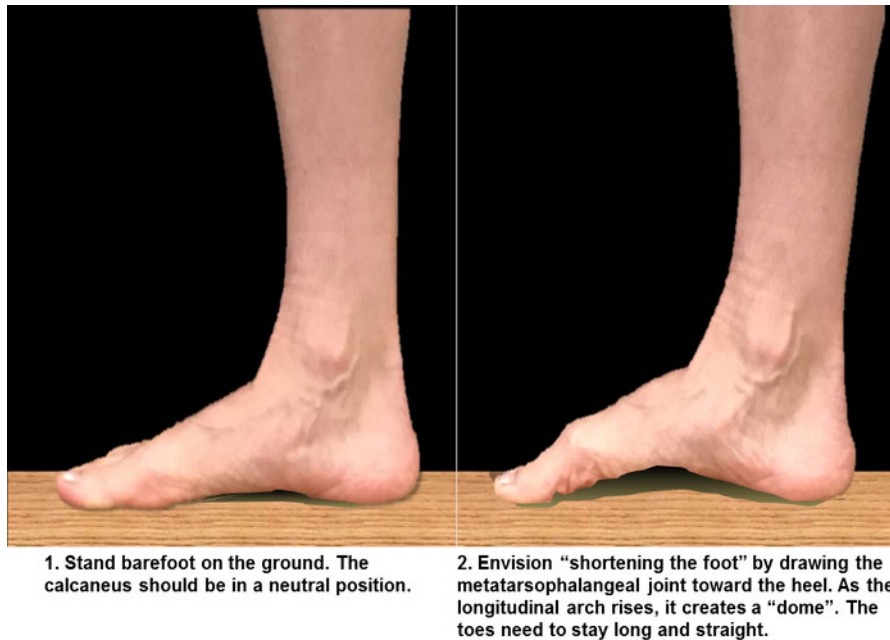 1. Stand barefoot on the ground. The
calcaneus should be in a neutral position.
2. Envision “shortening the foot” by drawing the
metatarsophalangeal joint toward the heel. As the
longitudinal arch rises, it creates a “dome”. The
toes need to stay long and straight.